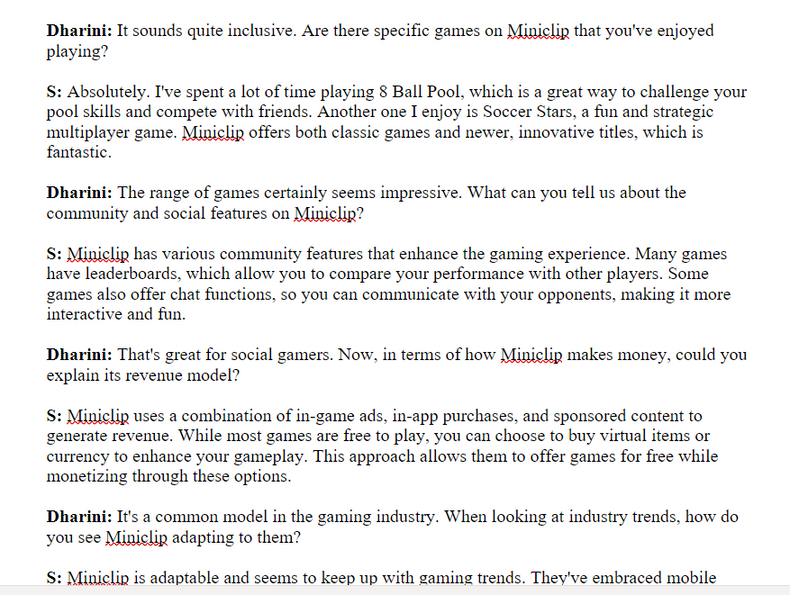 Dharini: It sounds quite inclusive. Are there specific games on Miniclip that you've enjoyed
playing?
S: Absolutely. I've spent a lot of time playing 8 Ball Pool, which is a great way to challenge your
pool skills and compete with friends. Another one I enjoy is Soccer Stars, a fun and strategic
multiplayer game. Miniclip offers both classic games and newer, innovative titles, which is
fantastic.
Dharini: The range of games certainly seems impressive. What can you tell us about the
community and social features on Miniclip?
S: Miniclip has various community features that enhance the gaming experience. Many games
have leaderboards, which allow you to compare your performance with other players. Some
games also offer chat functions, so you can communicate with your opponents, making it more
interactive and fun.
Dharini: That's great for social gamers. Now, in terms of how Miniclip makes money, could you
explain its revenue model?
S: Miniclip uses a combination of in-game ads, in-app purchases, and sponsored content to
generate revenue. While most games are free to play, you can choose to buy virtual items or
currency to enhance your gameplay. This approach allows them to offer games for free while
monetizing through these options.
Dharini: It's a common model in the gaming industry. When looking at industry trends, how do
you see Miniclip adapting to them?
S: Miniclip is adaptable and seems to keep up with gaming trends. They've embraced mobile